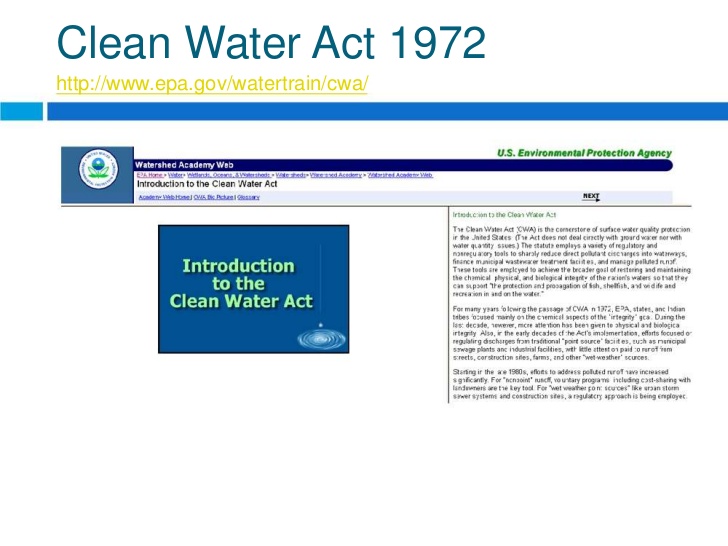 Clean Water Act 1972
http://www.epa.gov/watertrain/cwa/
U.S. Environmental Protection Agency
Watershed Academy Web
EPA Home > Water > Wetlands, Oceans, & Watersheds > Watersheds > Watershed Academy > Watershed Academy Web
Introduction to the Clean Water Act
Academy Web Home | CWA Big Picture | Glossary
NEXT
Introduction
to the
Clean Water Act
Introduction to the Clean Water Act
The Clean Water Act (CWA) is the cornerstone of surface water quality protection
in the United States. (The Act does not deal directly with ground water nor with
water quantity issues.) The statute employs a variety of regulatory and
nonregulatory tools to sharply reduce direct pollutant discharges into waterways,
finance municipal wastewater treatment facilities, and manage polluted runoff.
These tools are employed to achieve the broader goal of restoring and maintaining
the chemical, physical, and biological integrity of the nation's waters so that they
can support "the protection and propagation of fish, shellfish, and wildlife and
recreation in and on the water."
For many years following the passage of CWA in 1972, EPA, states, and Indian
tribes focused mainly on the chemical aspects of the "integrity" goal. During the
last decade, however, more attention has been given to physical and biological
integrity. Also, in the early decades of the Act's implementation, efforts focused on
regulating discharges from traditional "point source" facilities, such as municipal
sewage plants and industrial facilities, with little attention paid to runoff from
streets, construction sites, farms, and other "wet-weather" sources.
Starting in the late 1980s, efforts to address polluted runoff have increased
significantly. For "nonpoint" runoff, voluntary programs, including cost-sharing with
landowners are the key tool. For "wet weather point sources" like urban storm
sewer systems and construction sites, a regulatory approach is being employed.